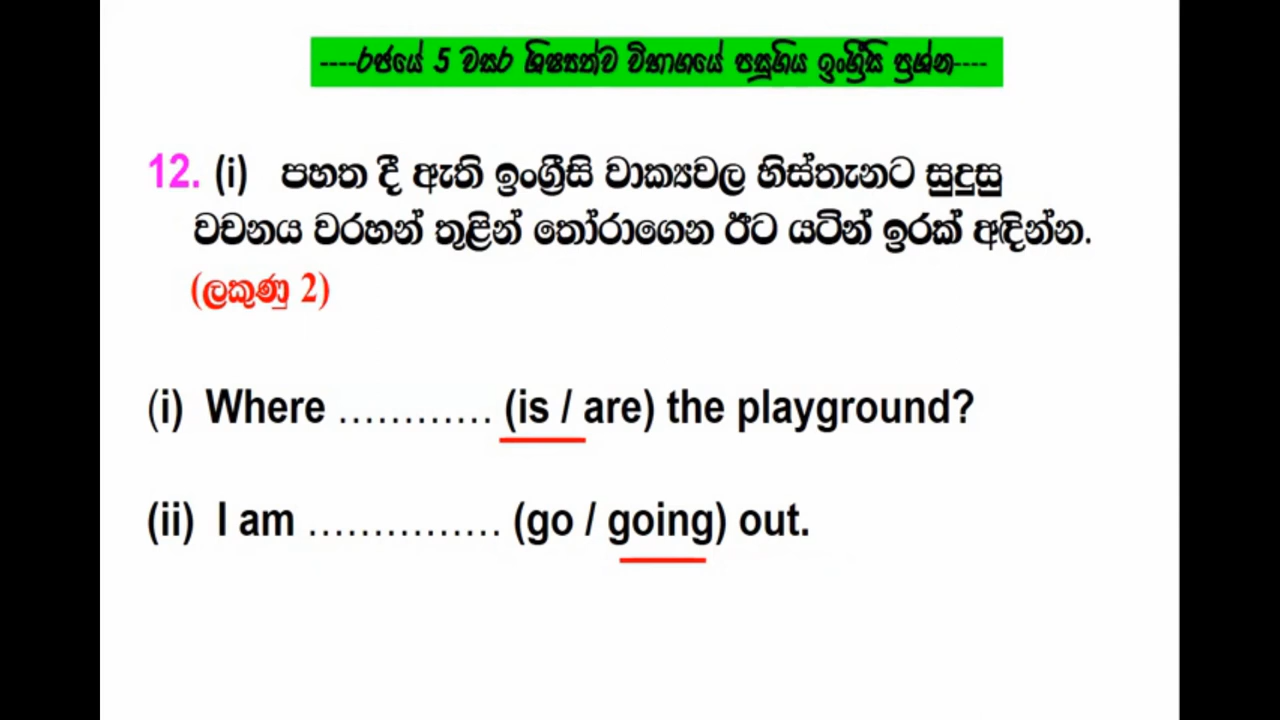 ----රජයේ 5 වසර ශිෂ්‍යත්ව විභාගයේ පසුගිය ඉංග්‍රීසි ප්‍රශ්න----
12. (i) පහත දී ඇති ඉංග්‍රීසි වාක්‍යවල හිස්තැනට සුදුසු
වචනය වරහන් තුළින් තෝරාගෙන ඊට යටින් ඉරක් අඳින්න.
(ලකුණු 2)
(i) Where ............ (is / are) the playground?
(ii) I am ............... (go / going) out.